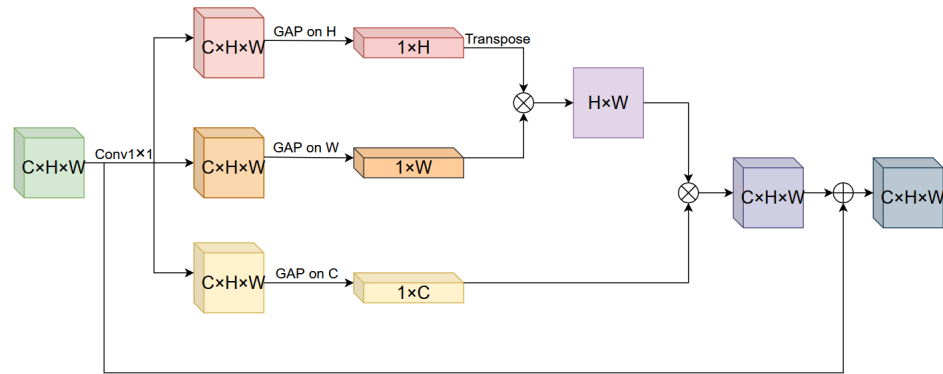 C×H×W
GAP on H
1×H
Transpose
C×H×W
Conv1×1
C×H×W
GAP on W
1×W
H×W
C×H×W
C×H×W
C×H×W
GAP on C
1×C